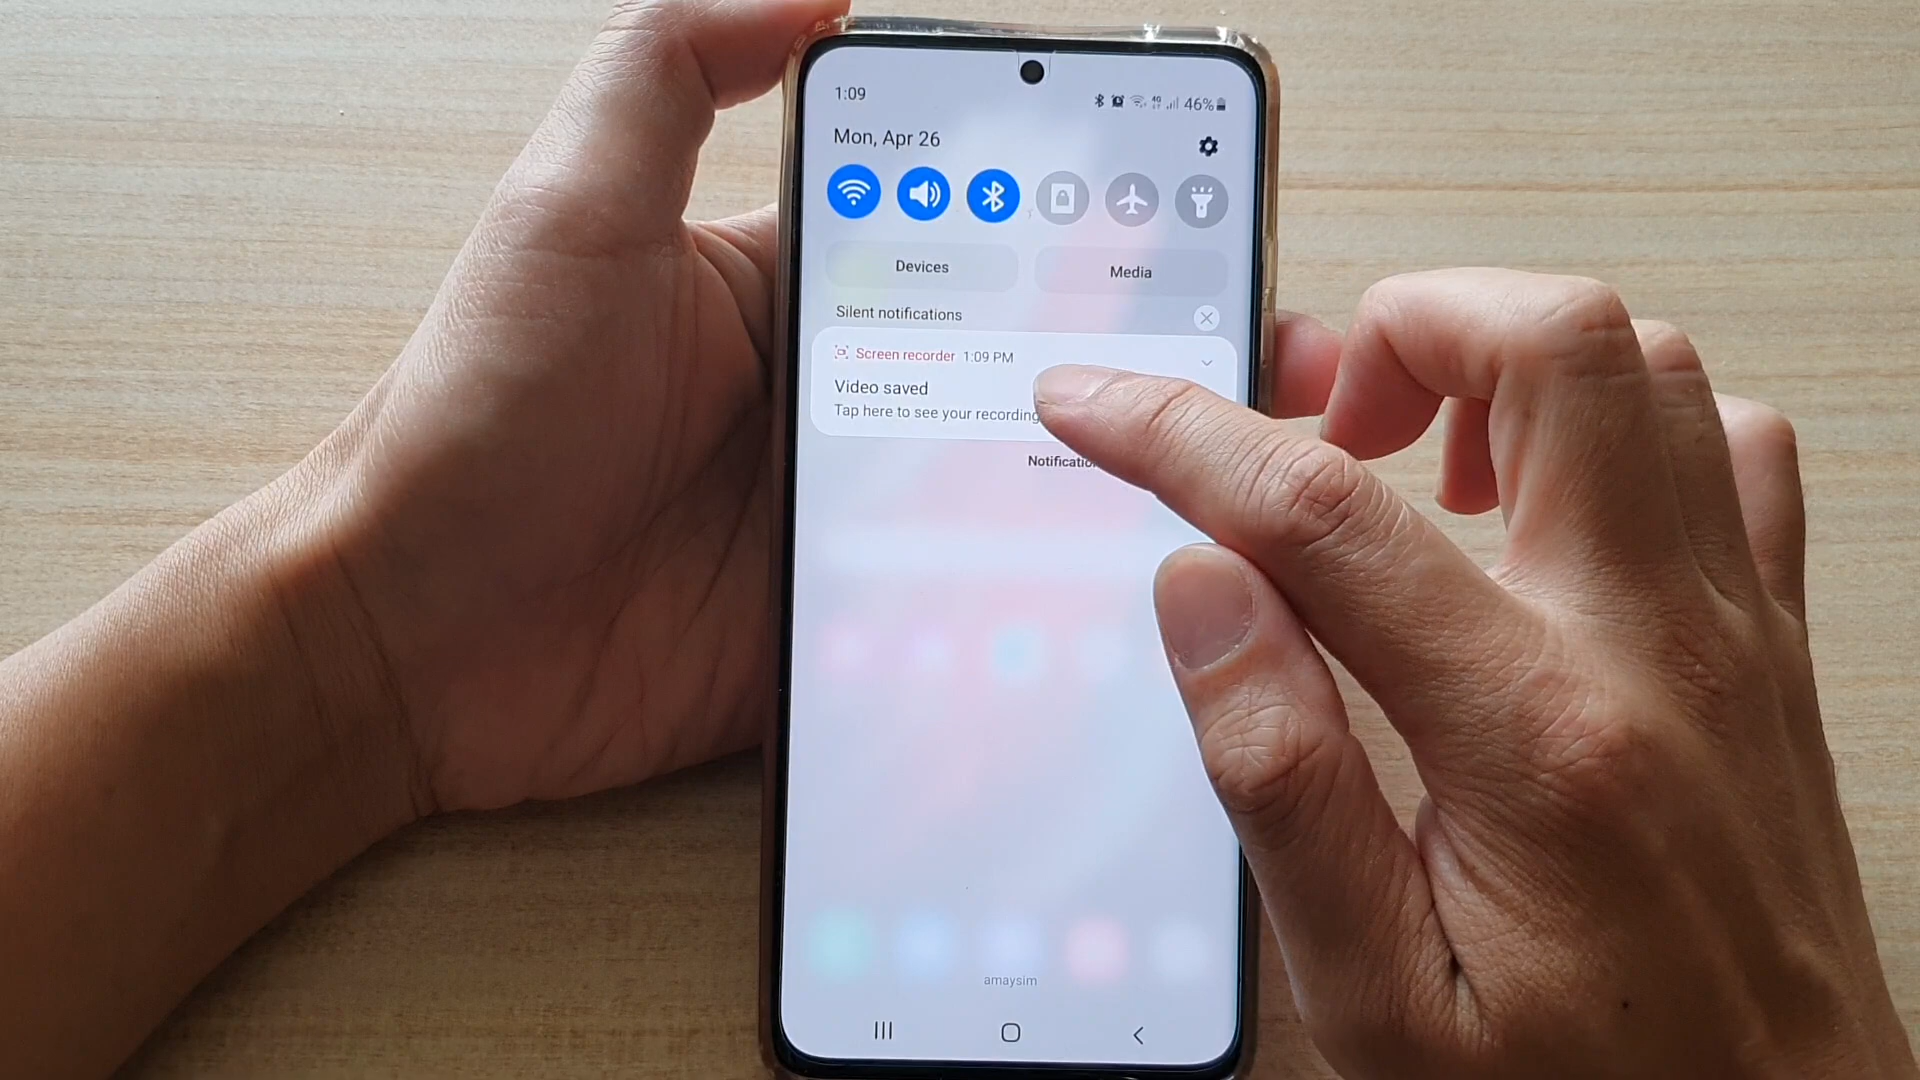 1:09
4G 46%
Mon, Apr 26
Devices Media
Silent notifications
Screen recorder 1:09 PM
Video saved
Tap here to see your recording
amaysim